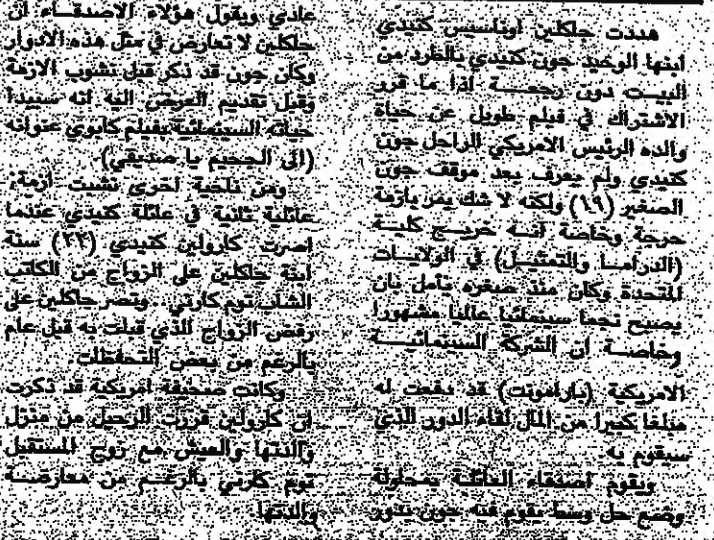 هددت جاكلين اوناسيس كنيدي
ابنها الوحيد جون كنيدي بالطرد من
البيت دون رجعة اذا ما قرر
الاشتراك في فيلم طويل عن حياة
والده الرئيس الامريكي الراحل جون
كنيدي ولم يعرف بعد موقف جون
الصغير (١٩) ولكنه لا شك يمر بازمة
حرجة وخاصة انه خريج كلية
(الدراما والتمثيل) في الولايات
المتحدة وكان منذ صغره يأمل بان
يصبح نجما سينمائيا عالميا مشهورا
وخاصة ان الشركة السينمائية
الامريكية (بارامونت) قد دفعت له
مبلغا كبيرا من المال لقاء الدور الذي
سيقوم به
ويقوم اصدقاء العائلة بمحاولة
وضع حل وسط يقوم فيه جون بدور
عادي ويقول هؤلاء الاصدقاء ان
جاكلين لا تعارض في مثل هذه الادوار
وكان جون قد ذكر قبل نشوب الازمة
وقبل تقديم العرض اليه انه سيبدأ
حياته السينمائية بفيلم كابوي عنوانه
(الى الجحيم يا صديقي)
ومن ناحية اخرى نشبت ازمة
عائلية ثانية في عائلة كنيدي عندما
اصرت كارولين كنيدي (٢٢) سنة
ابنة جاكلين على الزواج من الكاتب
الشاب توم كارتي .. وتصر جاكلين على
رفض الزواج الذي قبلت به قبل عام
بالرغم من بعض التحفظات
وكانت صحيفة امريكية قد ذكرت
ان كارولين قررت الرحيل من منزل
والدتها والعيش مع زوج المستقبل
توم كارتي بالرغم من معارضة
والدتها